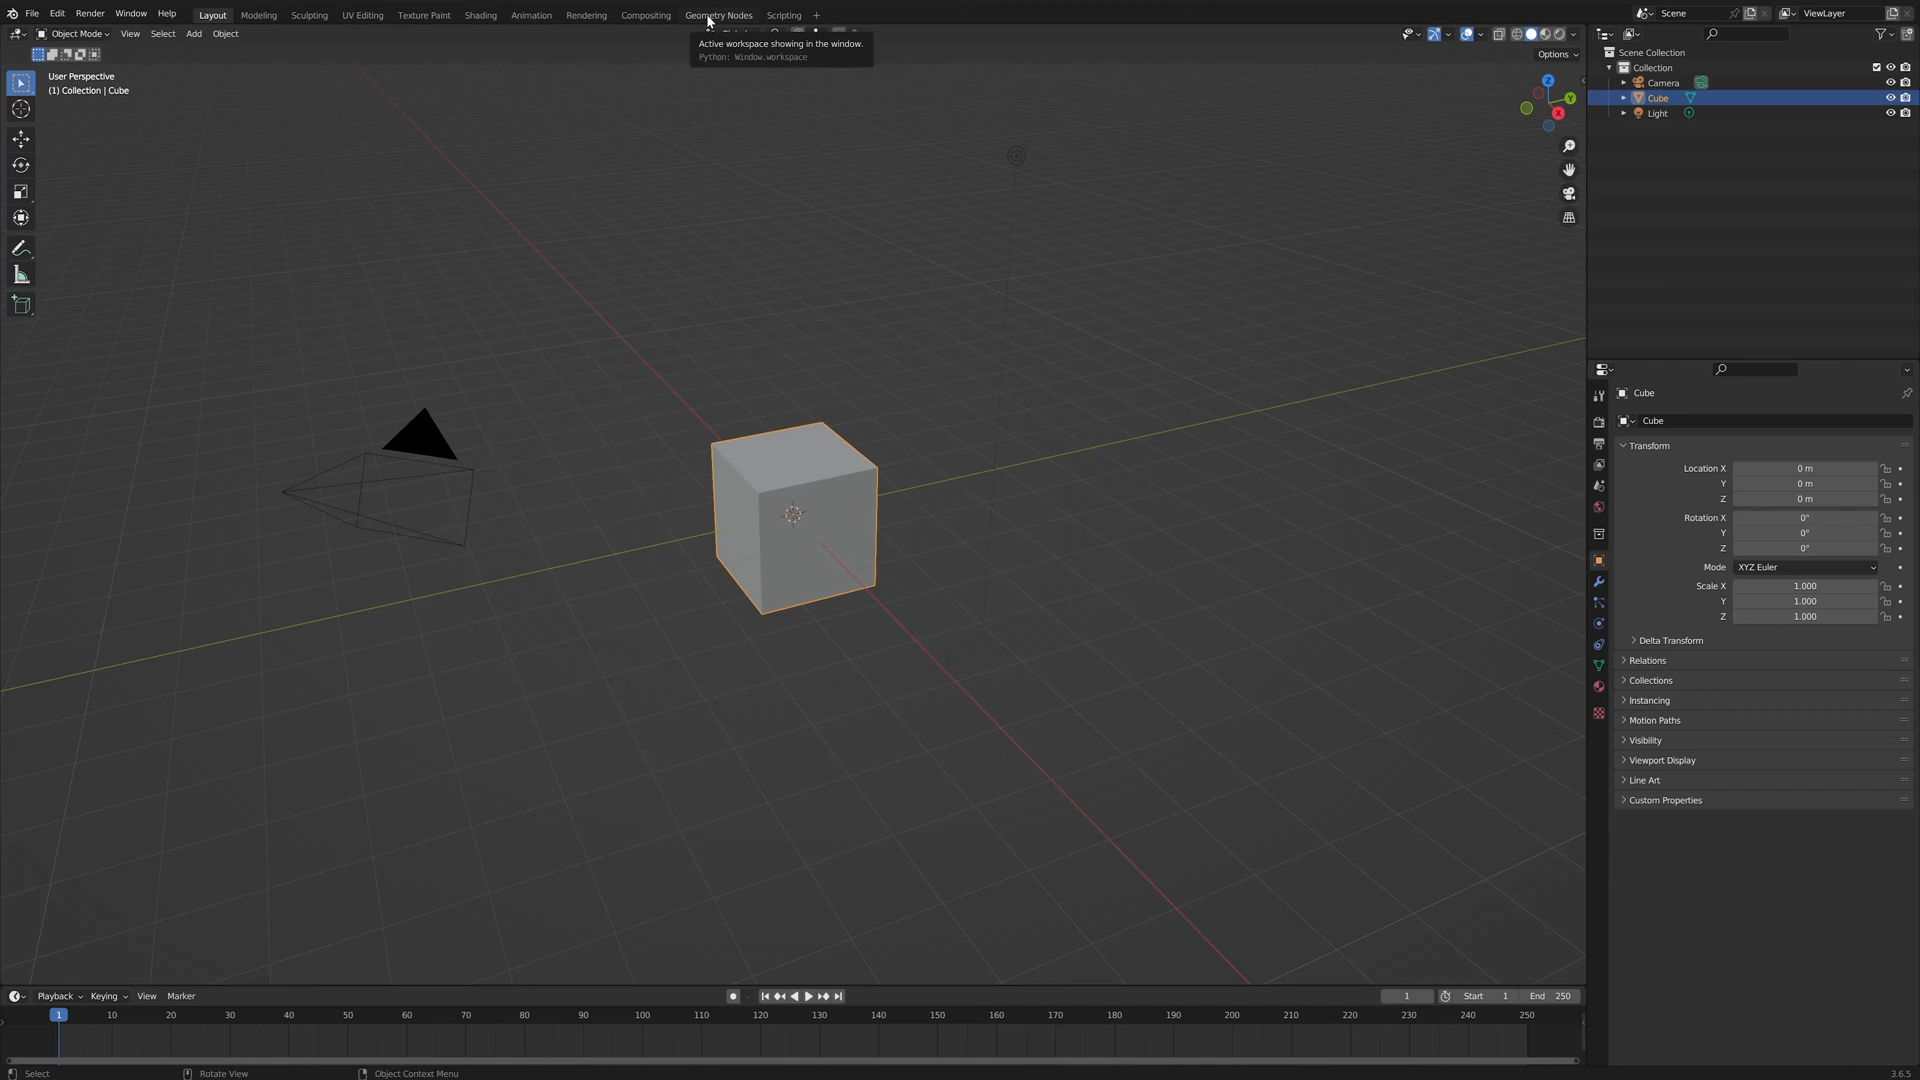 File Edit Render Window Help Layout Modeling Sculpting UV Editing Texture Paint Shading Animation Rendering Compositing Geometry Nodes Scripting + Scene ViewLayer
Object Mode View Select Add Object
Active workspace showing in the window.
Python: Window.workspace
Options
User Perspective
(1) Collection | Cube
Z
Y
X
Scene Collection
Collection
Camera
Cube
Light
Cube
Cube
Transform
Location X 0 m
Y 0 m
Z 0 m
Rotation X 0°
Y 0°
Z 0°
Mode XYZ Euler
Scale X 1.000
Y 1.000
Z 1.000
Delta Transform
Relations
Collections
Instancing
Motion Paths
Visibility
Viewport Display
Line Art
Custom Properties
Playback Keying View Marker 1 Start 1 End 250
1 10 20 30 40 50 60 70 80 90 100 110 120 130 140 150 160 170 180 190 200 210 220 230 240 250
Select Rotate View Object Context Menu 3.6.5